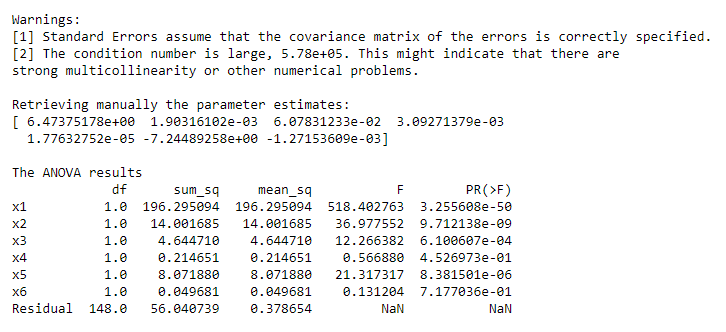 Warnings:
[1] Standard Errors assume that the covariance matrix of the errors is correctly specified.
[2] The condition number is large, 5.78e+05. This might indicate that there are
strong multicollinearity or other numerical problems.

Retrieving manually the parameter estimates:
[ 6.47375178e+00  1.90316102e-03  6.07831233e-02  3.09271379e-03
  1.77632752e-05 -7.24489258e+00 -1.27153609e-03]

The ANOVA results
             df      sum_sq     mean_sq           F        PR(>F)
x1          1.0  196.295094  196.295094  518.402763  3.255608e-50
x2          1.0   14.001685   14.001685   36.977552  9.712138e-09
x3          1.0    4.644710    4.644710   12.266382  6.100607e-04
x4          1.0    0.214651    0.214651    0.566880  4.526973e-01
x5          1.0    8.071880    8.071880   21.317317  8.381501e-06
x6          1.0    0.049681    0.049681    0.131204  7.177036e-01
Residual  148.0   56.040739    0.378654         NaN           NaN